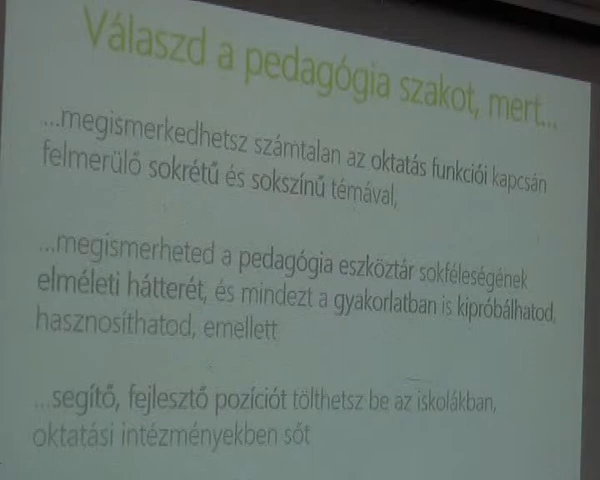 Válaszd a pedagógia szakot, mert...
...megismerkedhetsz számtalan az oktatás funkciói kapcsán
felmerülő sokrétű és sokszínű témával,
...megismerheted a pedagógia eszköztár sokféleségének
elméleti hátterét, és mindezt a gyakorlatban is kipróbálhatod,
hasznosíthatod, emellett
...segítő, fejlesztő pozíciót tölthetsz be az iskolákban,
oktatási intézményekben sőt